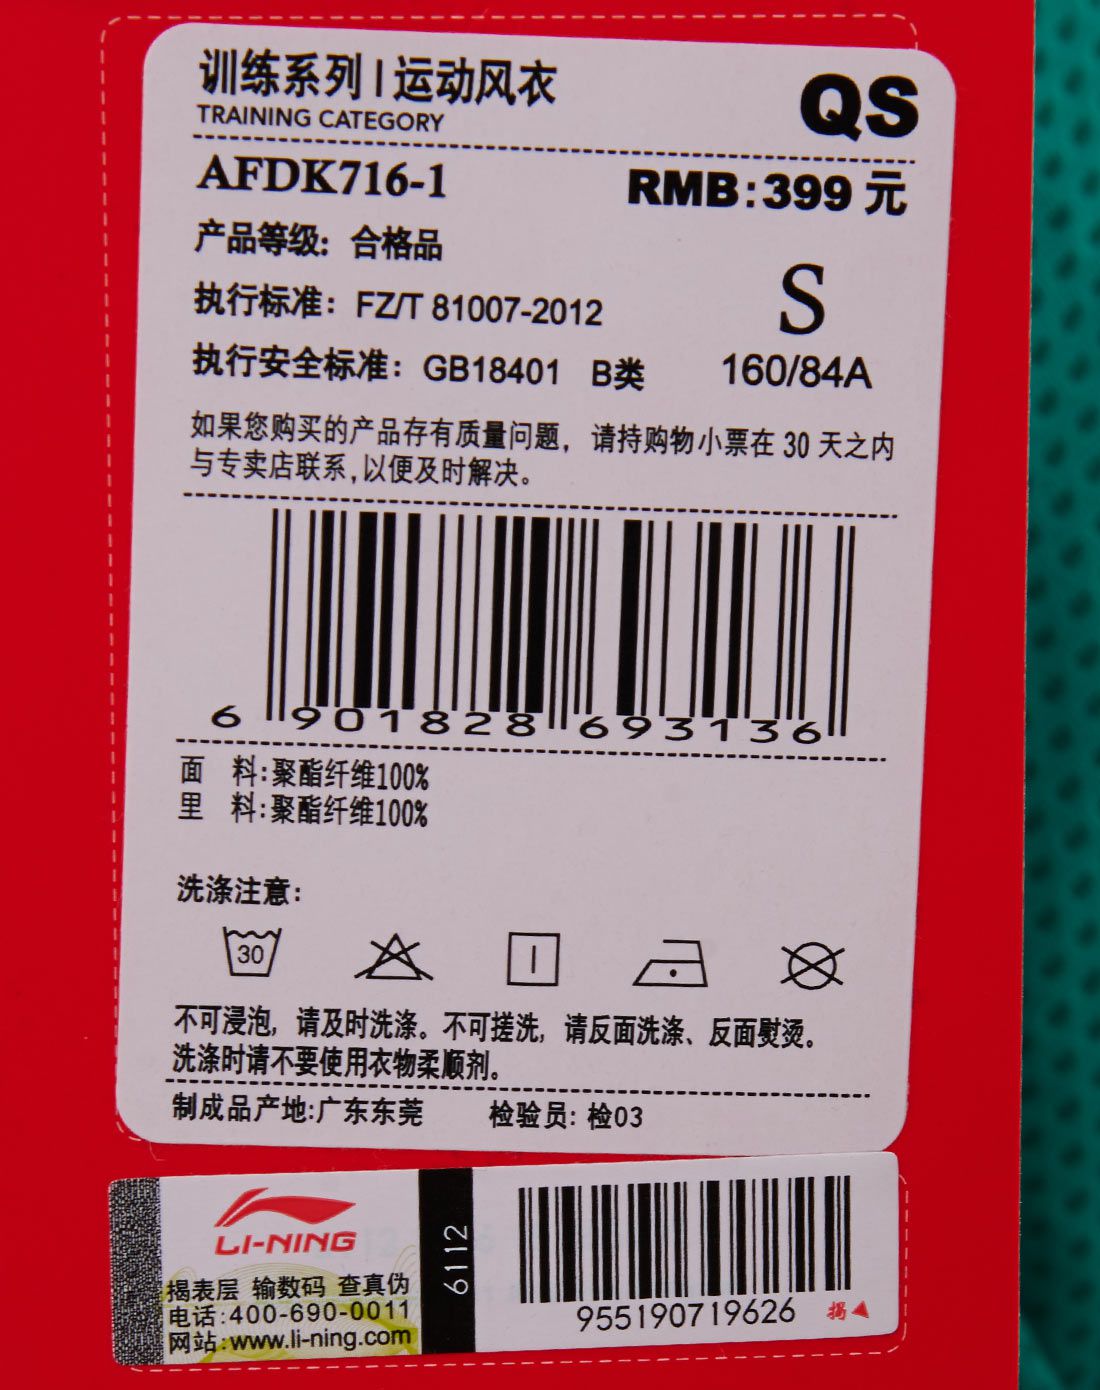 训练系列 | 运动风衣
TRAINING CATEGORY
QS
AFDK716-1
RMB:399 元
产品等级: 合格品
执行标准: FZ/T 81007-2012
S
执行安全标准: GB18401 B类
160/84A
如果您购买的产品存有质量问题, 请持购物小票在 30 天之内
与专卖店联系,以便及时解决。
6 901828 693136
面 料:聚酯纤维100%
里 料:聚酯纤维100%
洗涤注意:
30
不可浸泡, 请及时洗涤。不可搓洗, 请反面洗涤、反面熨烫。
洗涤时请不要使用衣物柔顺剂。
制成品产地:广东东莞 检验员: 检03
LI-NING
揭表层 输数码 查真伪
电话:400-690-0011
网站:www.li-ning.com
6112
955190719626
揭